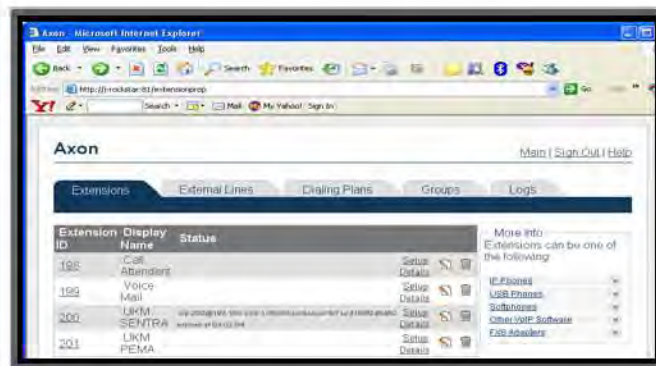 Axon - Microsoft Internet Explorer
File Edit View Favorites Tools Help
Back Search Favorites
Go
Y! Search Mail My Yahoo! Sign In
Axon
Main | Sign Out | Help
Extensions External Lines Dialing Plans Groups Logs
Extension ID Display Name Status
198 Call Attendant Setup Details
199 Voice Mail Setup Details
200 UKM SENTRA Setup Details
201 UKM PEMA Setup Details
More Info
Extensions can be one of
the following:
IP Phones
USB Phones
Softphones
Other VoIP Software
FXS Adapters